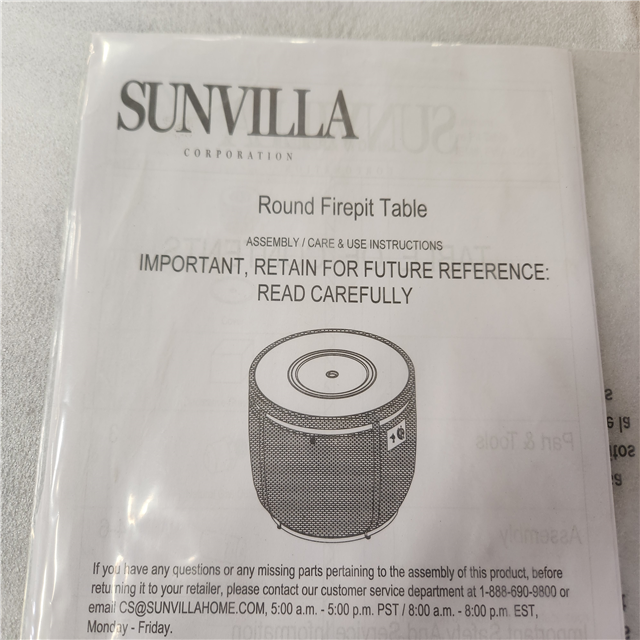 SUNVILLA
CORPORATION
Round Firepit Table
ASSEMBLY / CARE & USE INSTRUCTIONS
IMPORTANT, RETAIN FOR FUTURE REFERENCE:
READ CAREFULLY
If you have any questions or any missing parts pertaining to the assembly of this product, before
returning it to your retailer, please contact our customer service department at 1-888-690-9800 or
email CS@SUNVILLAHOME.COM, 5:00 a.m. - 5:00 p.m. PST / 8:00 a.m. - 8:00 p.m. EST,
Monday - Friday.